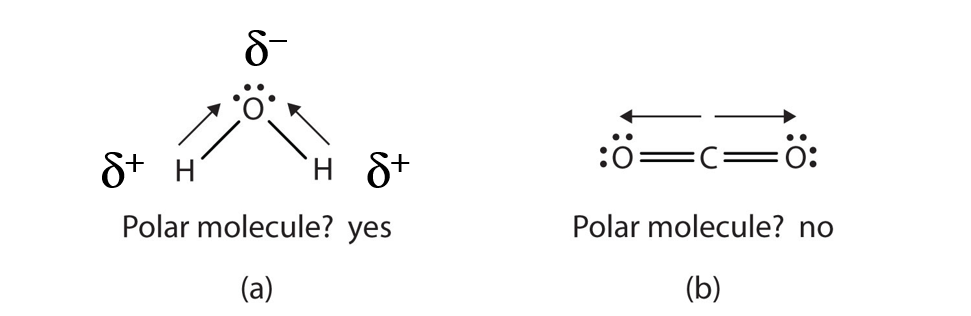 δ–
:Ö:
δ+ H H δ+
Polar molecule? yes
(a)
:Ö=C=Ö:
Polar molecule? no
(b)